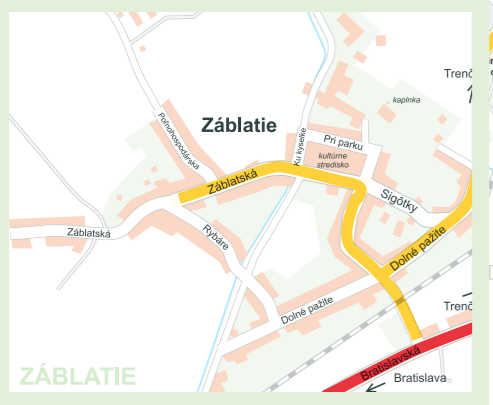 Trenč
kaplnka
Poľnohospodárska
Záblatie
Ku kyselke
Pri parku
kultúrne
stredisko
Záblatská
Sigôtky
Záblatská
Rybáre
Dolné pažite
Dolné pažite
Trenč
Bratislavská
Bratislava
ZÁBLATIE